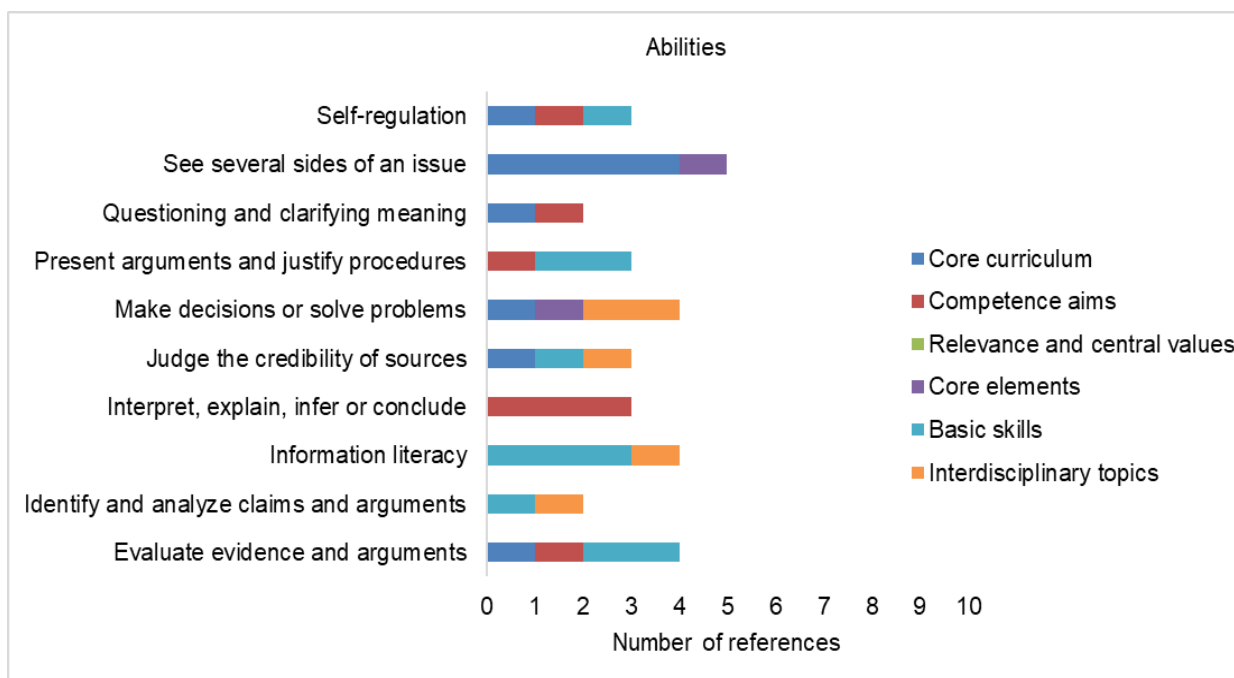 Abilities
Self-regulation
See several sides of an issue
Questioning and clarifying meaning
Present arguments and justify procedures
Make decisions or solve problems
Judge the credibility of sources
Interpret, explain, infer or conclude
Information literacy
Identify and analyze claims and arguments
Evaluate evidence and arguments
0 1 2 3 4 5 6 7 8 9 10
Number of references
Core curriculum
Competence aims
Relevance and central values
Core elements
Basic skills
Interdisciplinary topics